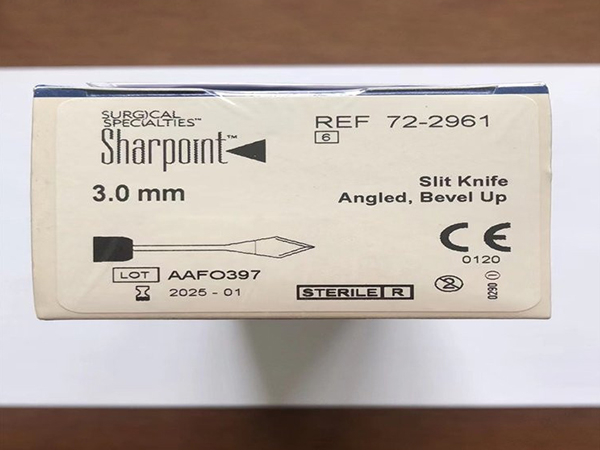 SURGICAL
SPECIALTIES™
Sharpoint™
REF 72-2961
6
3.0 mm
Slit Knife
Angled, Bevel Up
CE
0120
LOT AAFO397
2025-01
STERILE R
2
0290